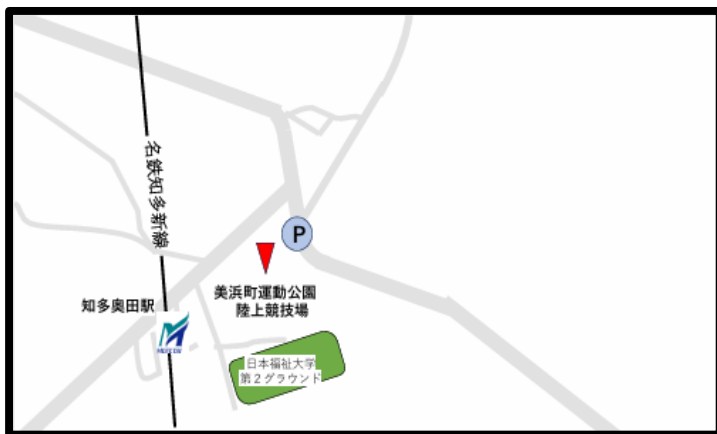 名鉄知多新線
P
美浜町運動公園
陸上競技場
知多奥田駅
日本福祉大学
第2グラウンド